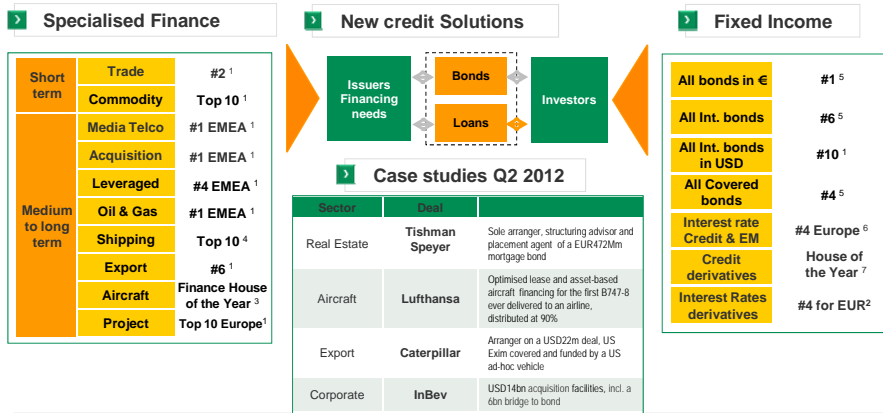 Specialised Finance
Short
term
Trade
#2 1
Commodity
Top 10 1
Medium
to long
term
Media Telco
#1 EMEA 1
Acquisition
#1 EMEA 1
Leveraged
#4 EMEA 1
Oil & Gas
#1 EMEA 1
Shipping
Top 10 4
Export
#6 1
Aircraft
Finance House
of the Year 3
Project
Top 10 Europe1
New credit Solutions
Issuers
Financing
needs
Bonds
Loans
Investors
Case studies Q2 2012
Sector
Deal
Real Estate
Tishman
Speyer
Sole arranger, structuring advisor and
placement agent of a EUR472Mm
mortgage bond
Aircraft
Lufthansa
Optimised lease and asset-based
aircraft financing for the first B747-8
ever delivered to an airline,
distributed at 90%
Export
Caterpillar
Arranger on a USD22m deal, US
Exim covered and funded by a US
ad-hoc vehicle
Corporate
InBev
USD14bn acquisition facilities, incl. a
6bn bridge to bond
Fixed Income
All bonds in €
#1 5
All Int. bonds
#6 5
All Int. bonds
in USD
#10 1
All Covered
bonds
#4 5
Interest rate
Credit & EM
#4 Europe 6
Credit
derivatives
House of
the Year 7
Interest Rates
derivatives
#4 for EUR2